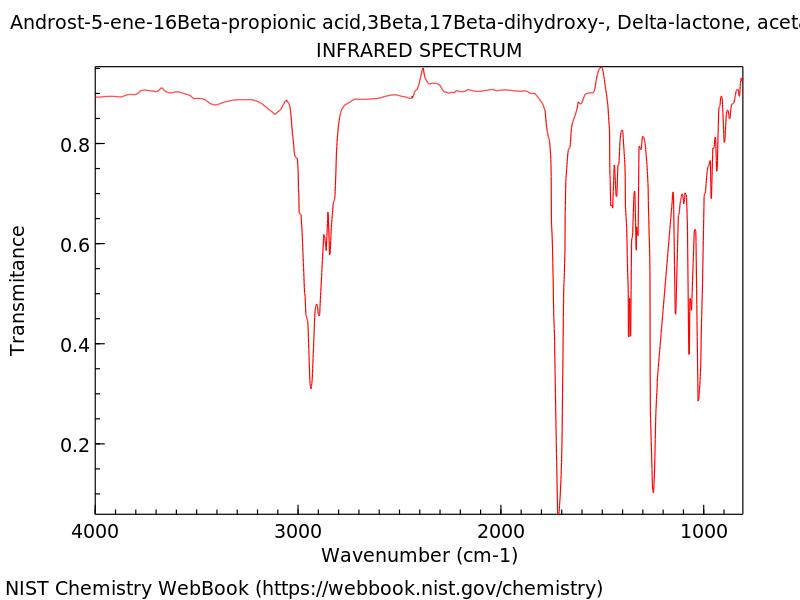 Androst-5-ene-16Beta-propionic acid,3Beta,17Beta-dihydroxy-, Delta-lactone, aceta
INFRARED SPECTRUM
0.8
0.6
0.4
0.2
Transmitance
4000 3000 2000 1000
Wavenumber (cm-1)
NIST Chemistry WebBook (https://webbook.nist.gov/chemistry)